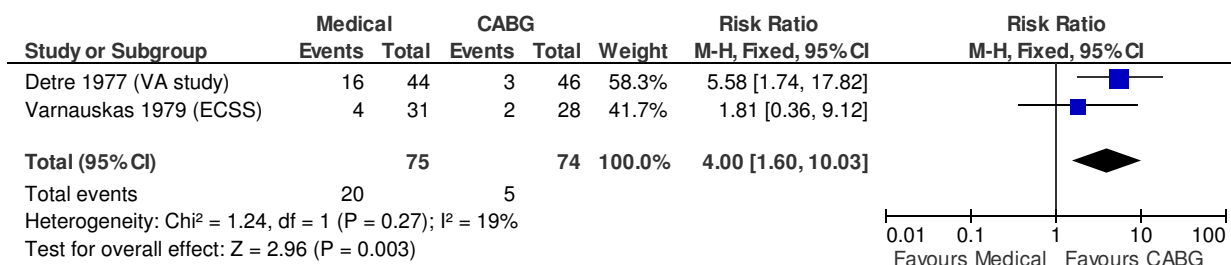 Medical CABG Risk Ratio Risk Ratio
Study or Subgroup Events Total Events Total Weight M-H, Fixed, 95% CI M-H, Fixed, 95% CI
Detre 1977 (VA study) 16 44 3 46 58.3% 5.58 [1.74, 17.82]
Varnauskas 1979 (ECSS) 4 31 2 28 41.7% 1.81 [0.36, 9.12]
Total (95% CI) 75 74 100.0% 4.00 [1.60, 10.03]
Total events 20 5
Heterogeneity: Chi² = 1.24, df = 1 (P = 0.27); I² = 19%
Test for overall effect: Z = 2.96 (P = 0.003)
0.01 0.1 1 10 100
Favours Medical Favours CABG